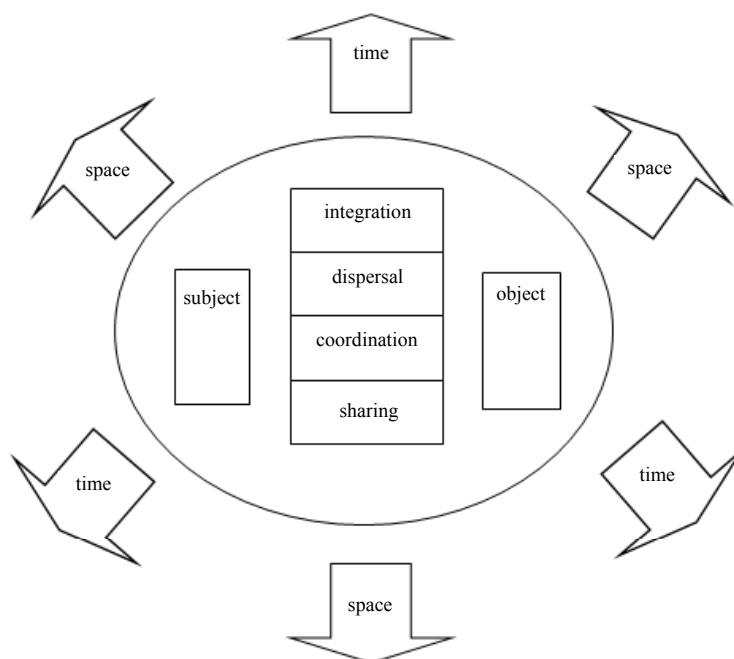 time
space
space
integration
dispersal
subject
object
coordination
sharing
time
time
space